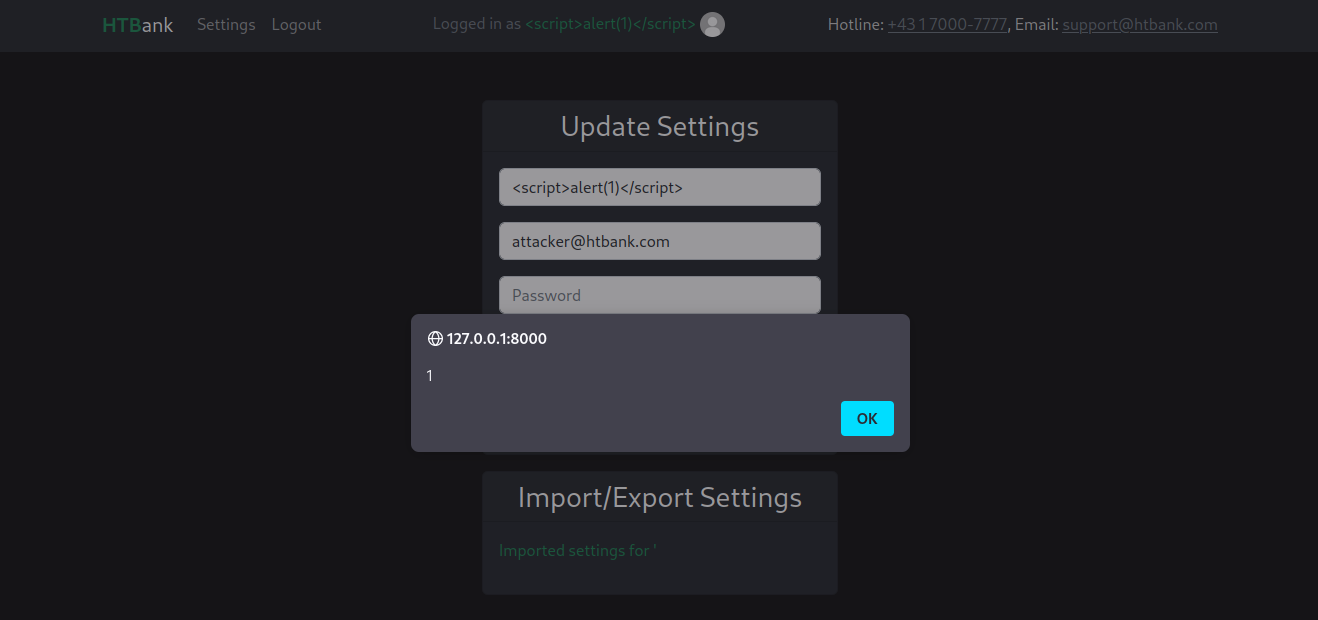 HTBank Settings Logout Logged in as <script>alert(1)</script> Hotline: +43 1 7000-7777, Email: support@htbank.com
Update Settings
<script>alert(1)</script>
attacker@htbank.com
Password
127.0.0.1:8000
1
OK
Import/Export Settings
Imported settings for '